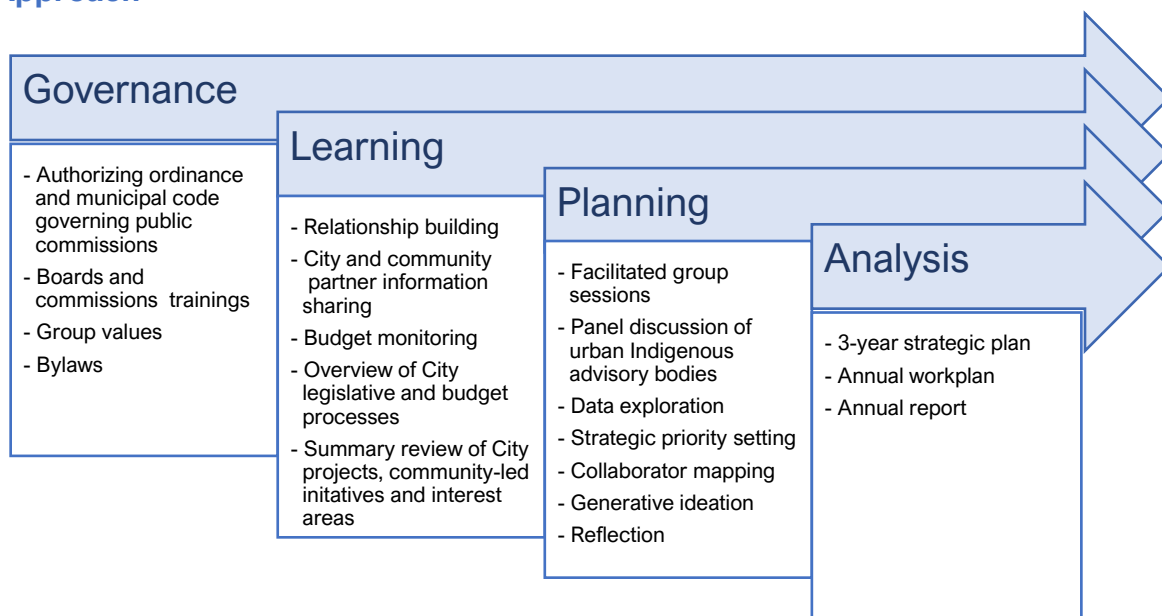 Governance
- Authorizing ordinance
and municipal code
governing public
commissions
- Boards and
commissions trainings
- Group values
- Bylaws
Learning
- Relationship building
- City and community
partner information
sharing
- Budget monitoring
- Overview of City
legislative and budget
processes
- Summary review of City
projects, community-led
initatives and interest
areas
Planning
- Facilitated group
sessions
- Panel discussion of
urban Indigenous
advisory bodies
- Data exploration
- Strategic priority setting
- Collaborator mapping
- Generative ideation
- Reflection
Analysis
- 3-year strategic plan
- Annual workplan
- Annual report